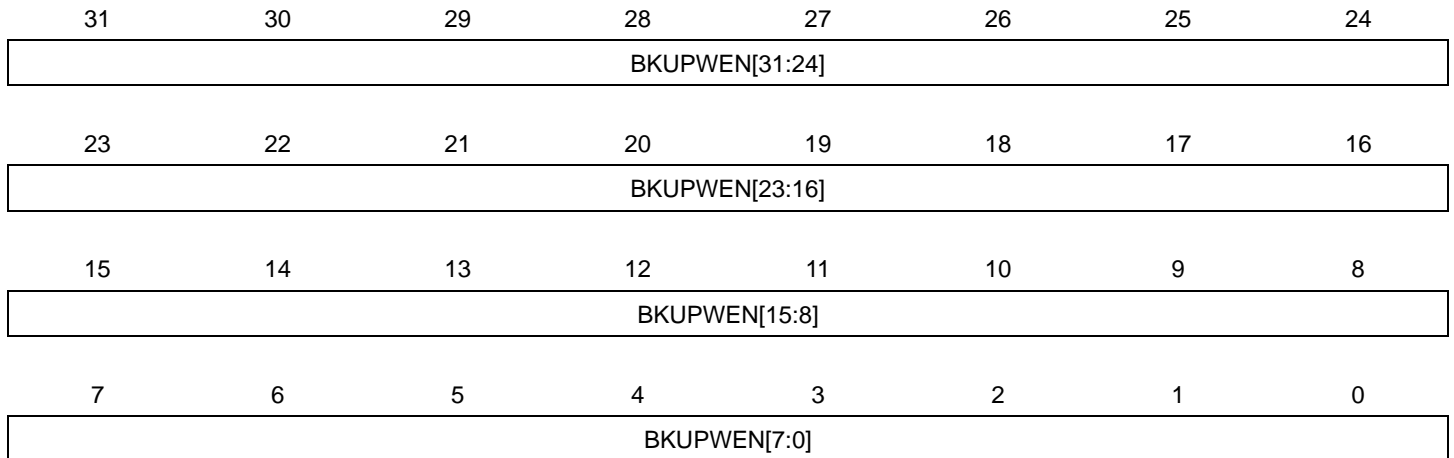 31 30 29 28 27 26 25 24
BKUPWEN[31:24]
23 22 21 20 19 18 17 16
BKUPWEN[23:16]
15 14 13 12 11 10 9 8
BKUPWEN[15:8]
7 6 5 4 3 2 1 0
BKUPWEN[7:0]